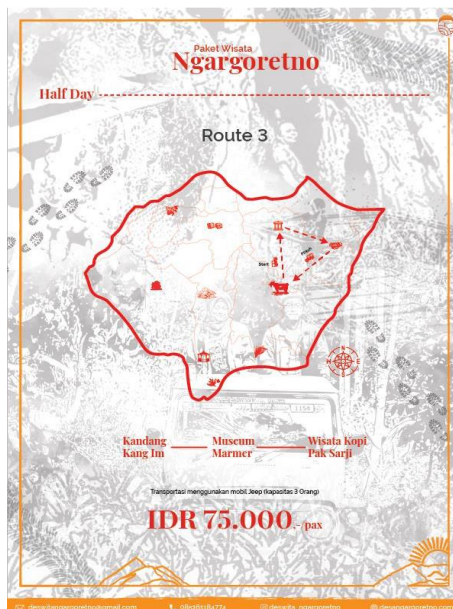 Paket Wisata
Ngargoretno
Half Day
Route 3
Start
Finish
Kandang Kang Im
Museum Marmer
Wisata Kopi Pak Sarji
Transportasi menggunakan mobil Jeep (kapasitas 3 Orang)
IDR 75.000,- /pax